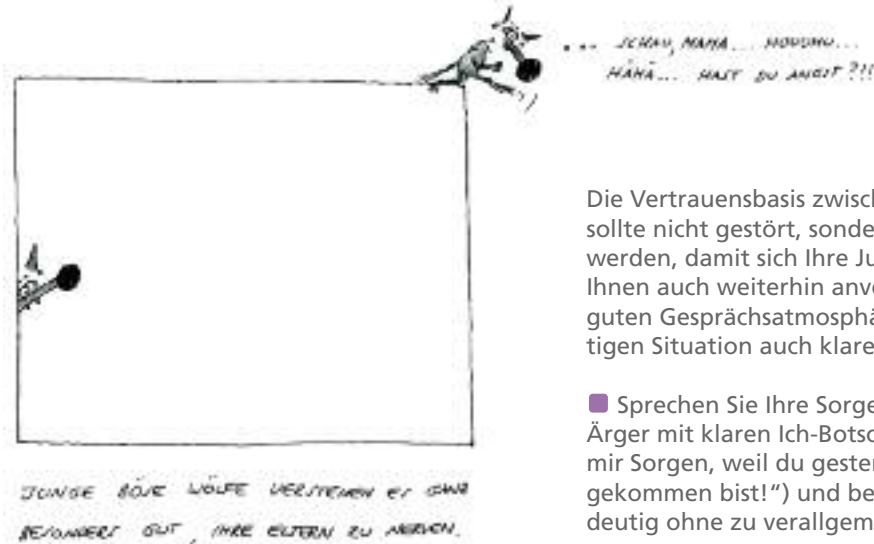 ... SCHAU, MAMA... HOUUHU...
HÄHÄ... HAST DU ANGST?!!
JUNGE BÖSE WÖLFE VERSTEHEN ES GANZ
BESONDERS GUT, IHRE ELTERN ZU NERVEN.
Die Vertrauensbasis zwisch
sollte nicht gestört, sonde
werden, damit sich Ihre Ju
Ihnen auch weiterhin anve
guten Gesprächsatmosphä
tigen Situation auch klare
Sprechen Sie Ihre Sorge
Ärger mit klaren Ich-Botsc
mir Sorgen, weil du gester
gekommen bist!“) und be
deutig ohne zu verallgem